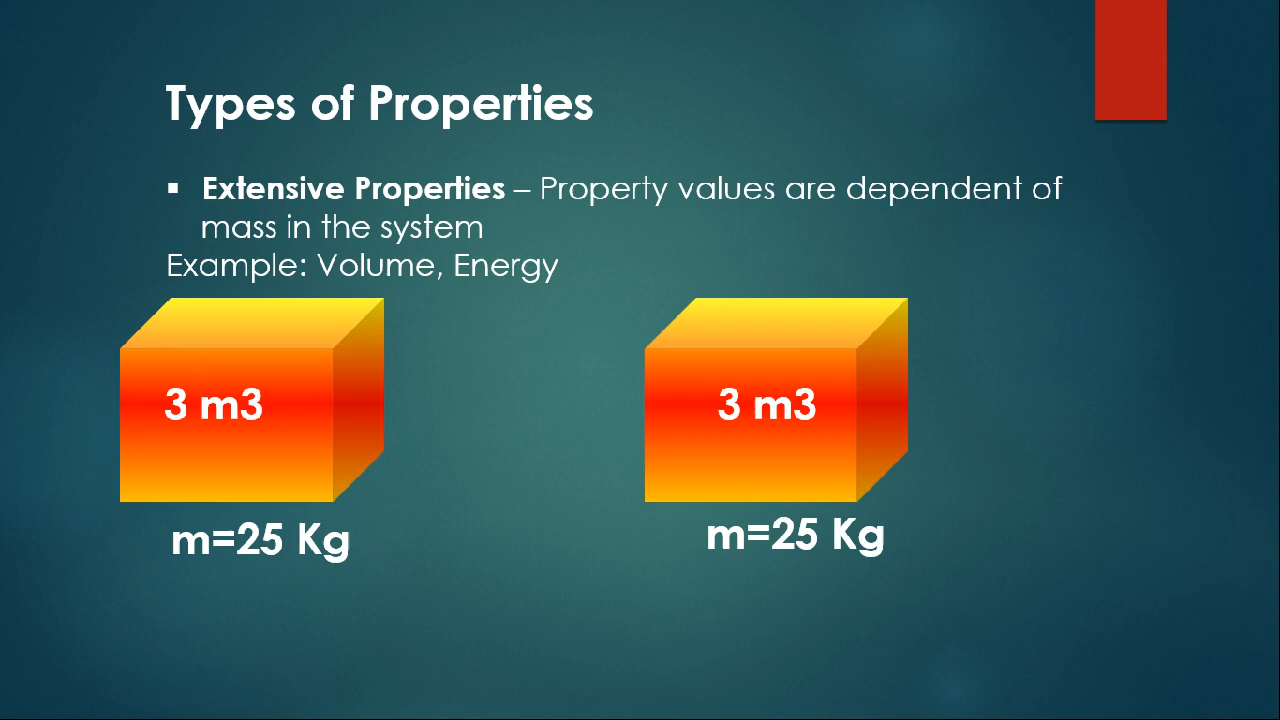 Types of Properties
▪ Extensive Properties – Property values are dependent of
mass in the system
Example: Volume, Energy
3 m3
3 m3
m=25 Kg
m=25 Kg